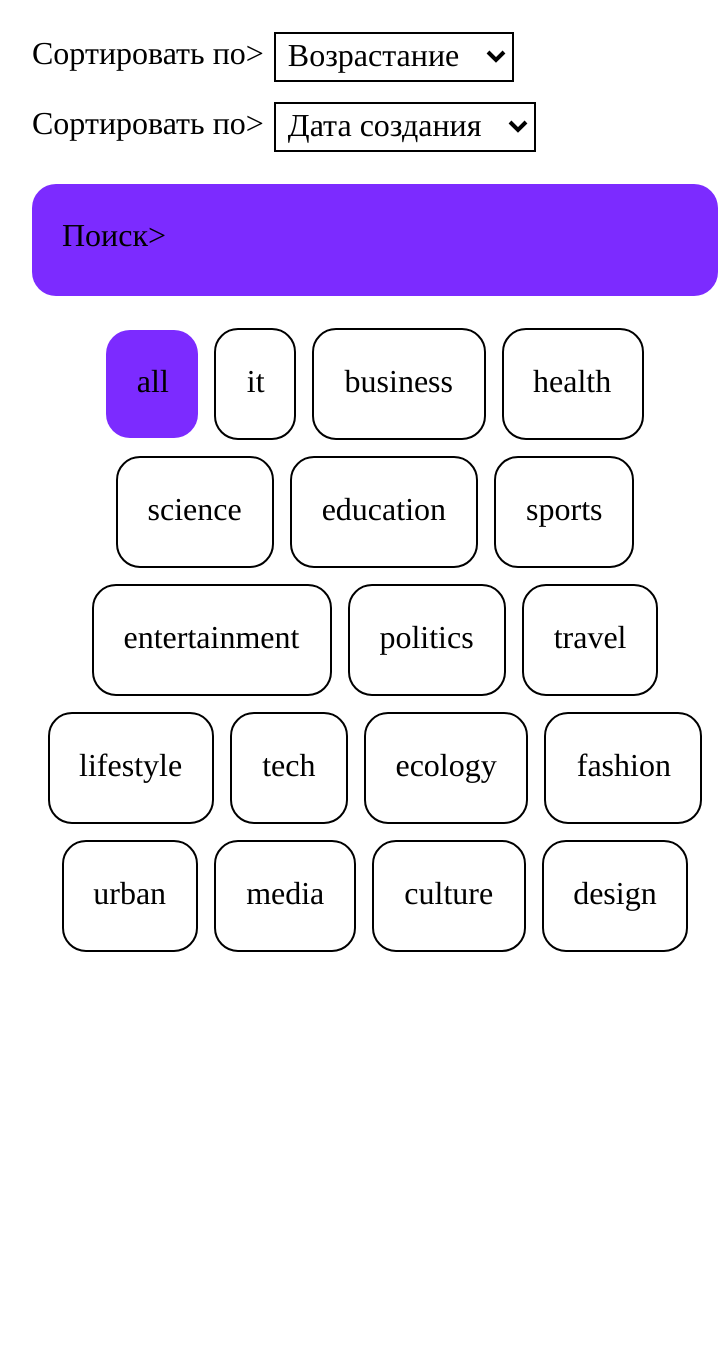 Сортировать по> Возрастание
Сортировать по> Дата создания
Поиск>
all it business health
science education sports
entertainment politics travel
lifestyle tech ecology fashion
urban media culture design